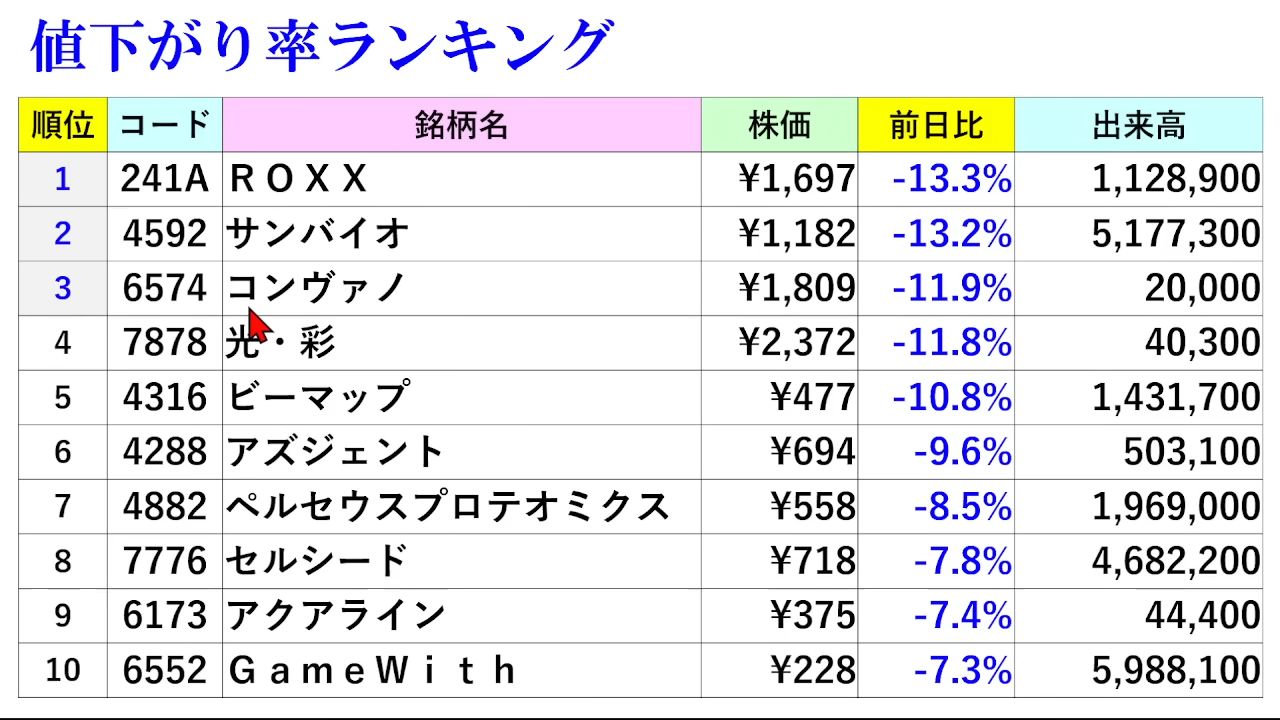 値下がり率ランキング
順位 コード 銘柄名 株価 前日比 出来高
1 241A ROXX ¥1,697 -13.3% 1,128,900
2 4592 サンバイオ ¥1,182 -13.2% 5,177,300
3 6574 コンヴァノ ¥1,809 -11.9% 20,000
4 7878 光・彩 ¥2,372 -11.8% 40,300
5 4316 ビーマップ ¥477 -10.8% 1,431,700
6 4288 アズジェント ¥694 -9.6% 503,100
7 4882 ペルセウスプロテオミクス ¥558 -8.5% 1,969,000
8 7776 セルシード ¥718 -7.8% 4,682,200
9 6173 アクアライン ¥375 -7.4% 44,400
10 6552 GameWith ¥228 -7.3% 5,988,100